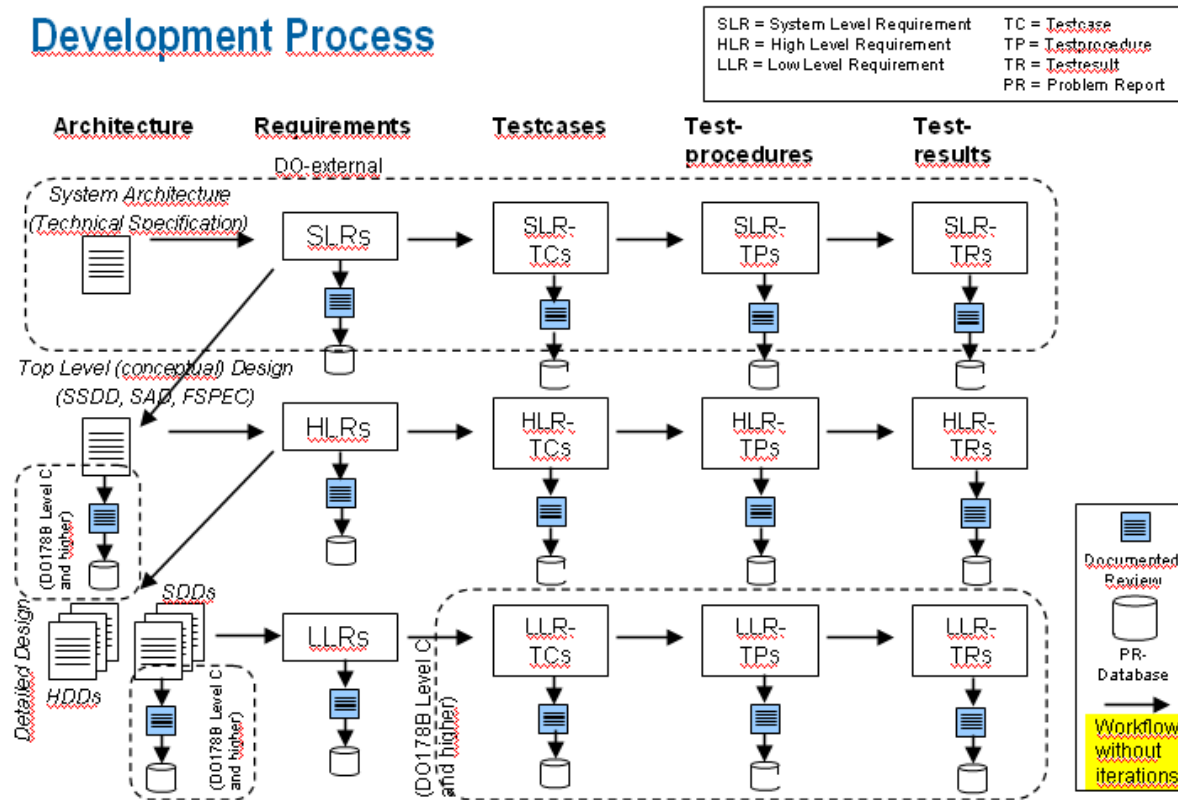 Development Process
SLR = System Level Requirement
HLR = High Level Requirement
LLR = Low Level Requirement
TC = Testcase
TP = Testprocedure
TR = Testresult
PR = Problem Report
Architecture
Requirements
Testcases
Test-
procedures
Test-
results
DO-external
System Architecture
(Technical Specification)
SLRs
SLR-
TCs
SLR-
TPs
SLR-
TRs
Top Level (conceptual) Design
(SSDD, SAD, FSPEC)
HLRs
HLR-
TCs
HLR-
TPs
HLR-
TRs
(DO178B Level C
and higher)
Detailed Design
SDDs
HDDs
LLRs
LLR-
TCs
LLR-
TPs
LLR-
TRs
(DO178B Level C
and higher)
(DO178B Level C
and higher)
Documented
Review
PR-
Database
Workflow
without
iterations